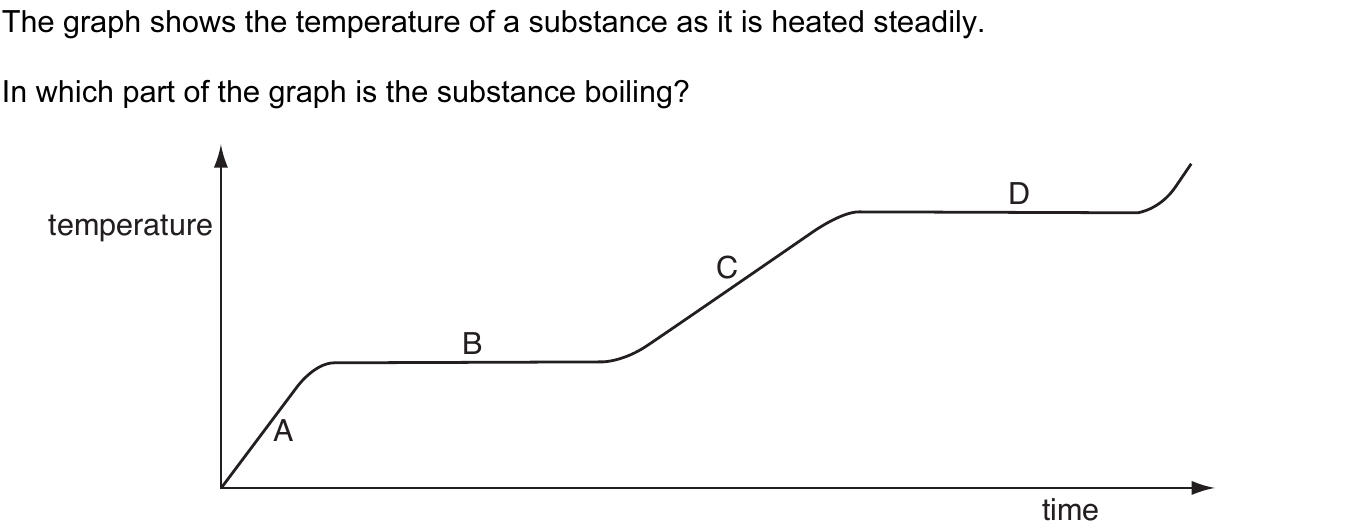 The graph shows the temperature of a substance as it is heated steadily.
In which part of the graph is the substance boiling?
D
temperature
C
B
A
time